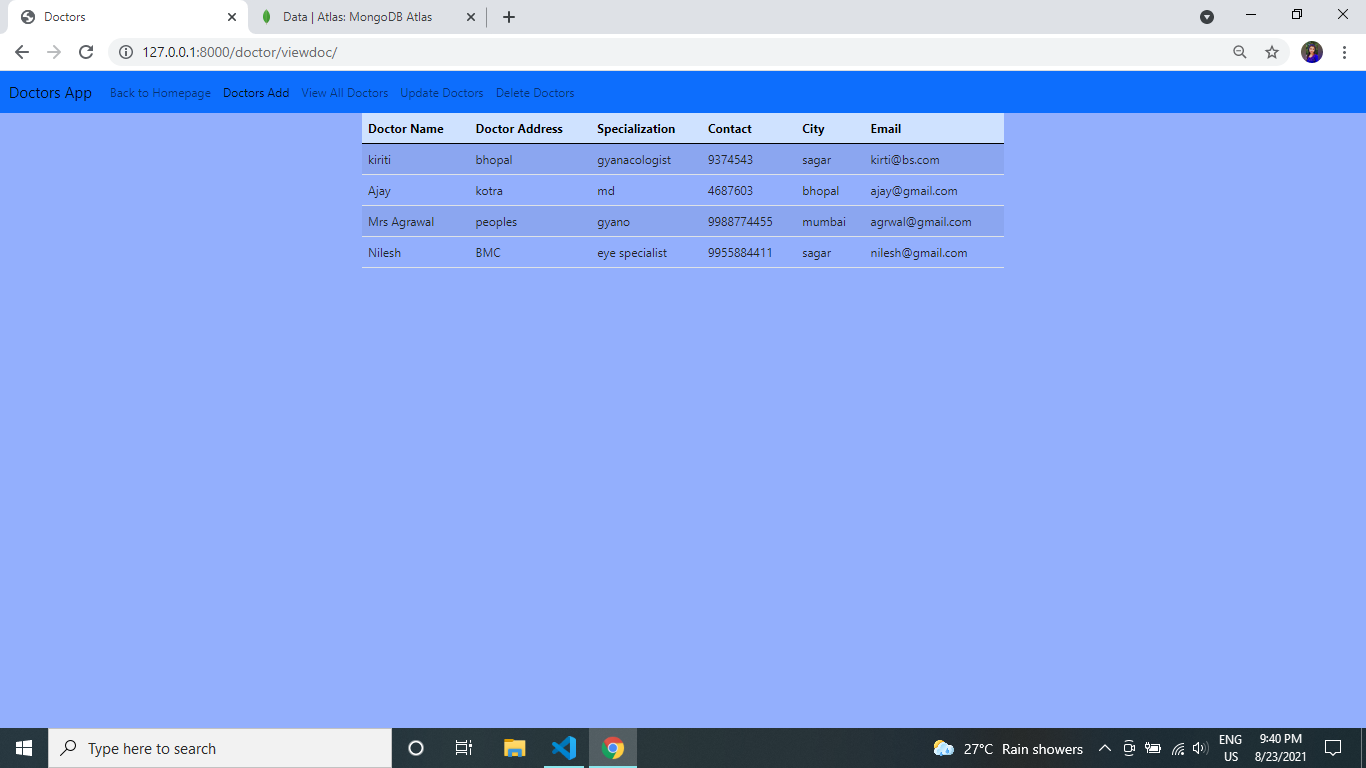 Doctors
Data | Atlas: MongoDB Atlas
127.0.0.1:8000/doctor/viewdoc/
Doctors App Back to Homepage Doctors Add View All Doctors Update Doctors Delete Doctors
Doctor Name Doctor Address Specialization Contact City Email
kiriti bhopal gyanacologist 9374543 sagar kirti@bs.com
Ajay kotra md 4687603 bhopal ajay@gmail.com
Mrs Agrawal peoples gyano 9988774455 mumbai agrwal@gmail.com
Nilesh BMC eye specialist 9955884411 sagar nilesh@gmail.com
Type here to search
27°C Rain showers
ENG
US
9:40 PM
8/23/2021